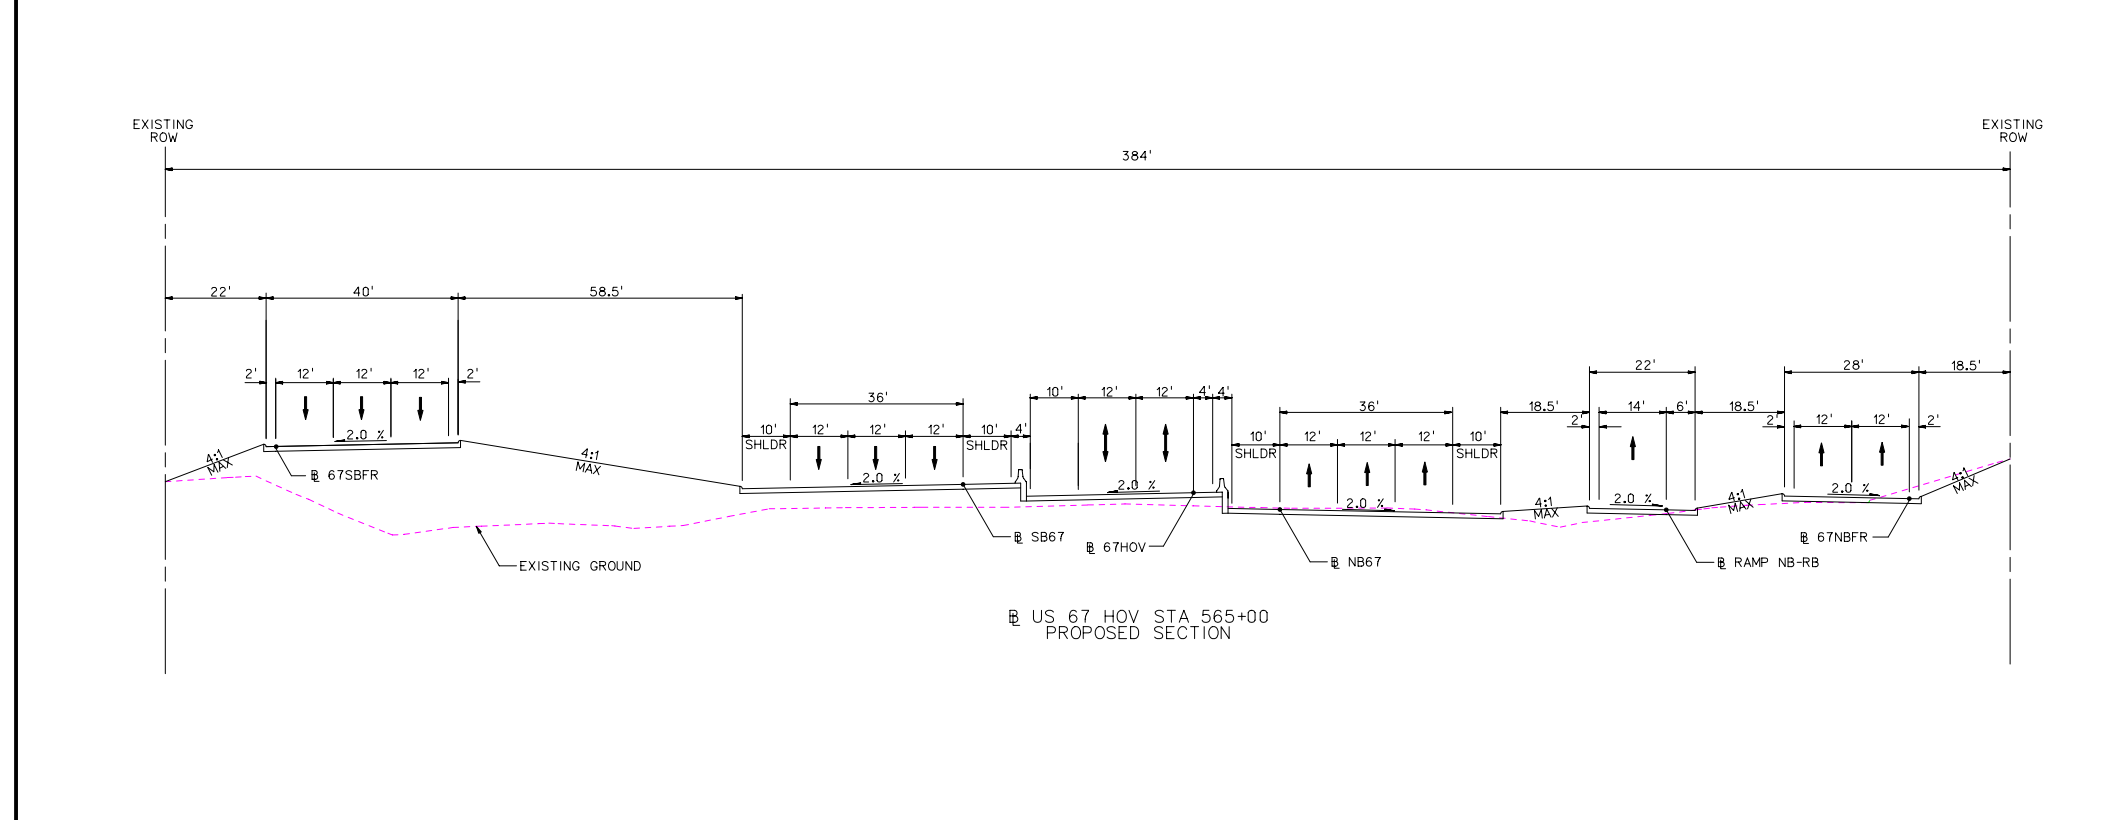 EXISTING
ROW
EXISTING
ROW
384'
22'
40'
58.5'
2'
12'
12'
12'
2'
2.0 %
4:1
MAX
℄ 67SBFR
4:1
MAX
EXISTING GROUND
36'
10'
SHLDR
12'
12'
12'
10'
SHLDR
4'
2.0 %
℄ SB67
10'
12'
12'
4'
4'
2.0 %
℄ 67HOV
36'
10'
SHLDR
12'
12'
12'
10'
SHLDR
2.0 %
℄ NB67
18.5'
4:1
MAX
22'
2'
14'
6'
2.0 %
℄ RAMP NB-RB
18.5'
4:1
MAX
28'
2'
12'
12'
2'
2.0 %
℄ 67NBFR
18.5'
4:1
MAX
℄ US 67 HOV STA 565+00
PROPOSED SECTION